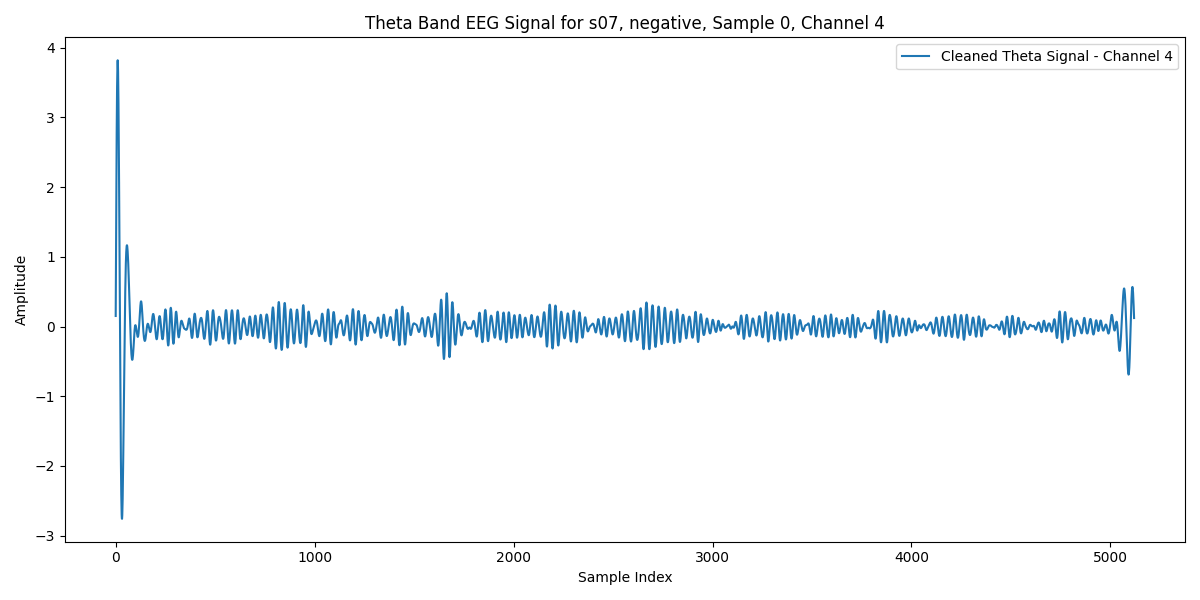 Theta Band EEG Signal for s07, negative, Sample 0, Channel 4
Cleaned Theta Signal - Channel 4
4
3
2
1
0
−1
−2
−3
Amplitude
0 1000 2000 3000 4000 5000
Sample Index